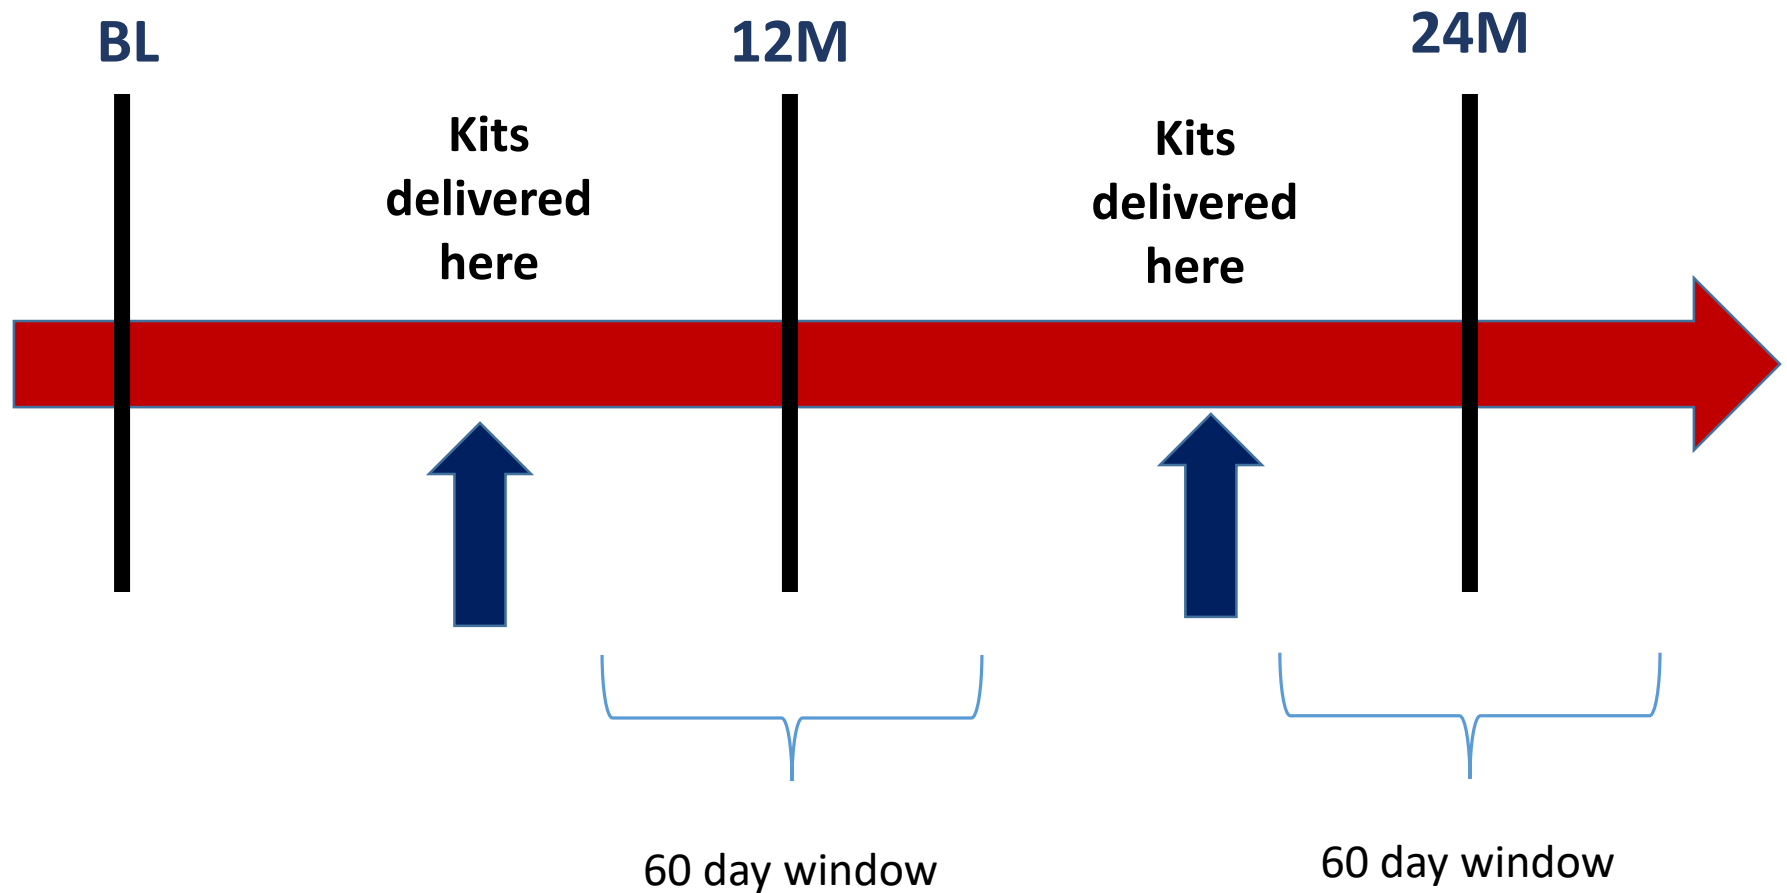 BL
12M
24M
Kits
delivered
here
Kits
delivered
here
60 day window
60 day window